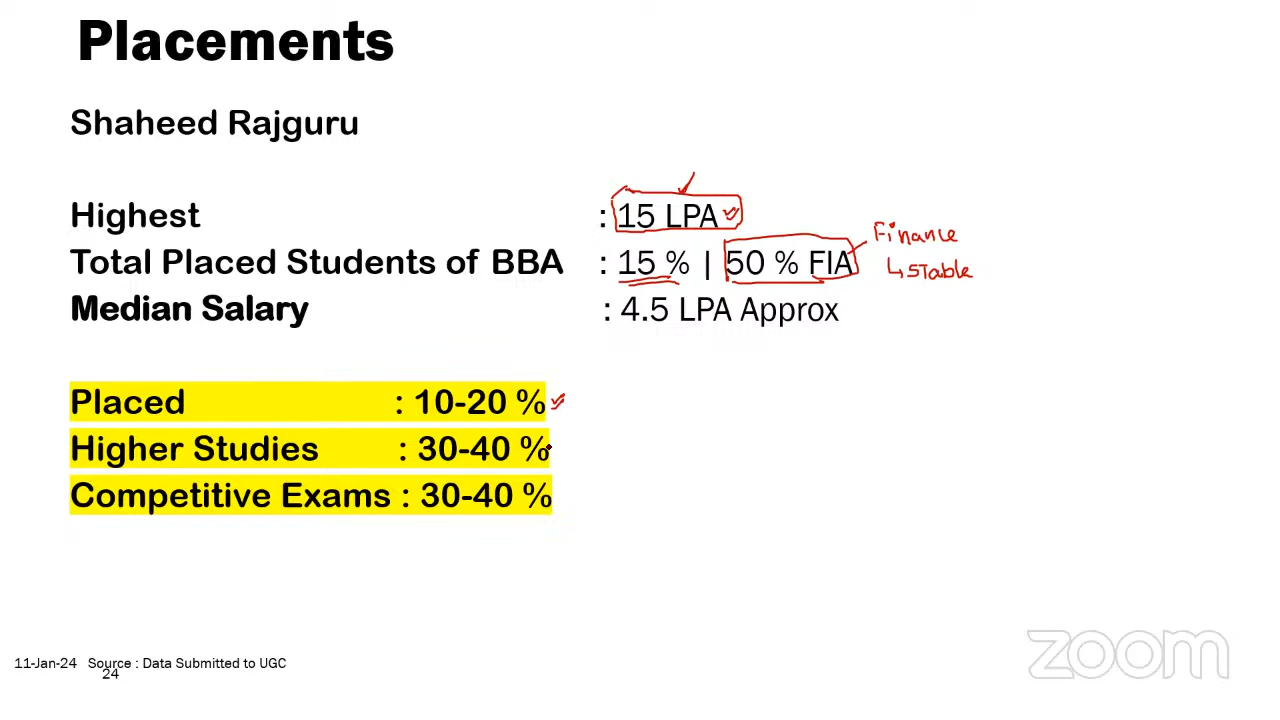 Placements
Shaheed Rajguru
Highest : 15 LPA
Total Placed Students of BBA : 15 % | 50 % FIA
Finance
↳ STable
Median Salary : 4.5 LPA Approx
Placed : 10-20 %
Higher Studies : 30-40 %
Competitive Exams : 30-40 %
11-Jan-24 Source : Data Submitted to UGC
24
zoom